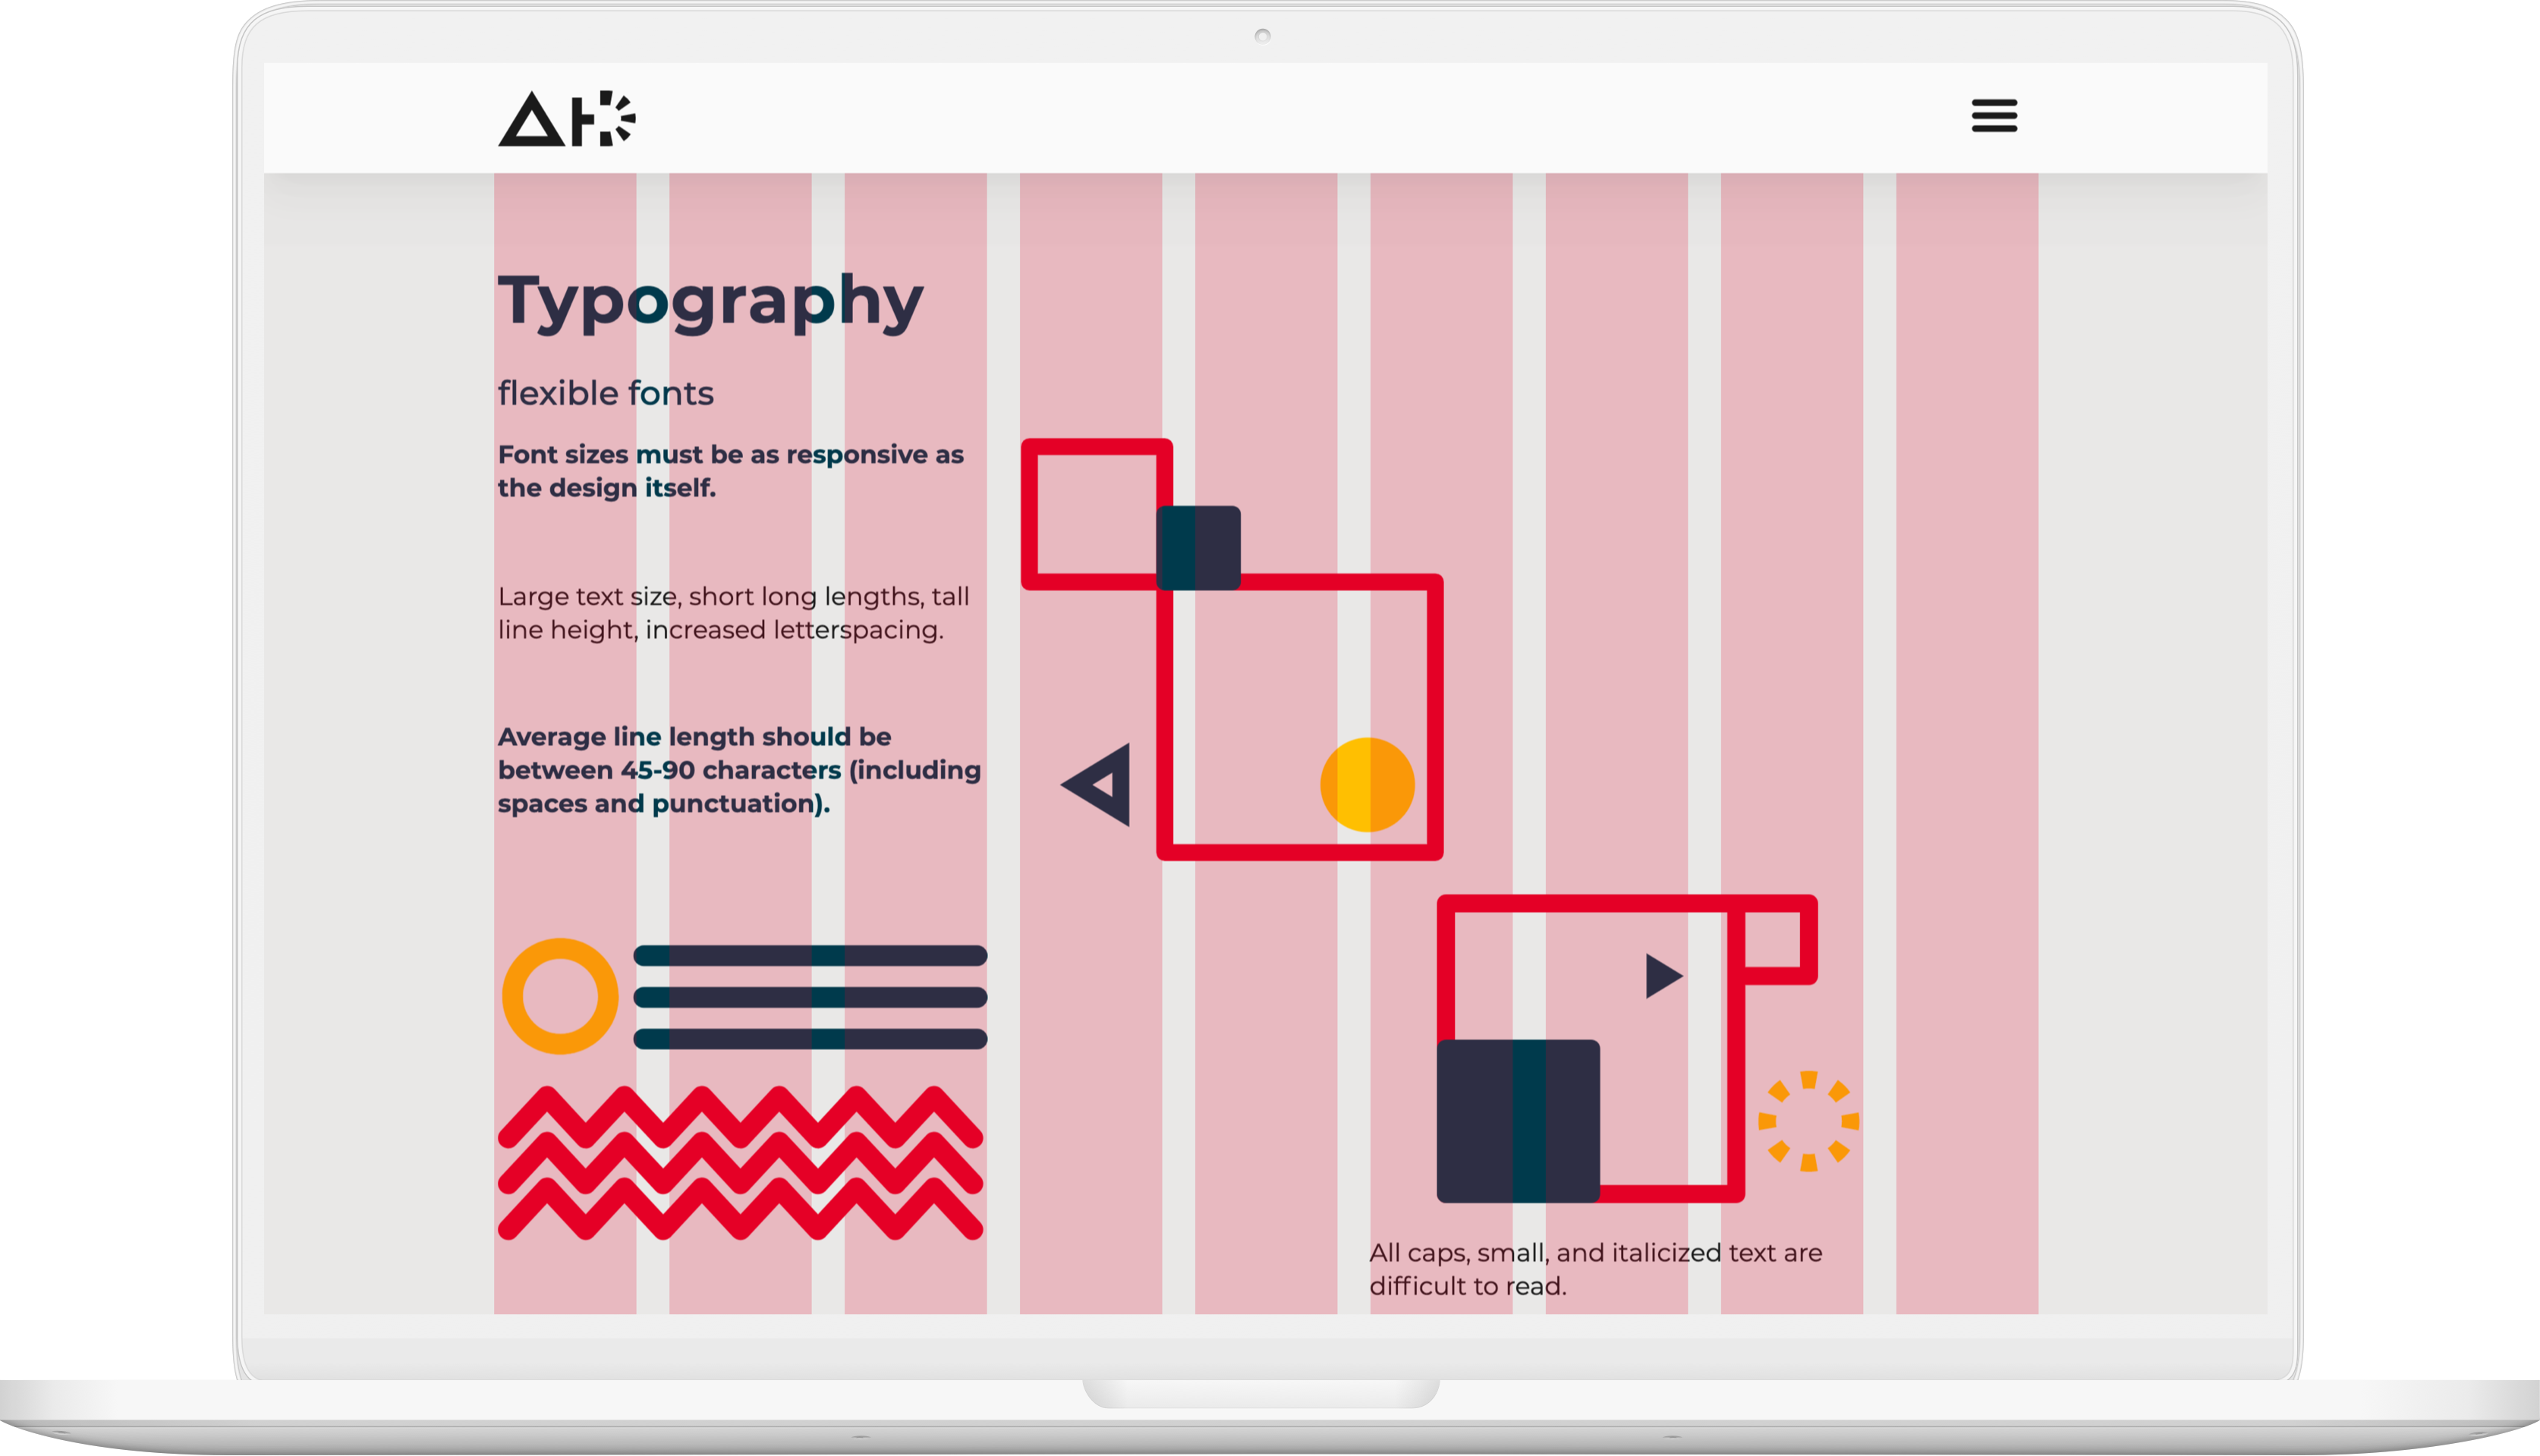 Typography
flexible fonts
Font sizes must be as responsive as
the design itself.
Large text size, short long lengths, tall
line height, increased letterspacing.
Average line length should be
between 45-90 characters (including
spaces and punctuation).
All caps, small, and italicized text are
difficult to read.